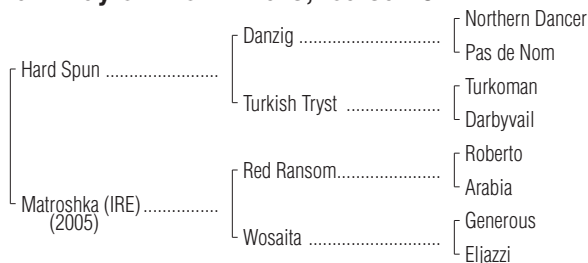 Northern Dancer
Danzig
Pas de Nom
Hard Spun
Turkoman
Turkish Tryst
Darbyvail
Roberto
Red Ransom
Arabia
Matroshka (IRE)
(2005)
Generous
Wosaita
Eljazzi